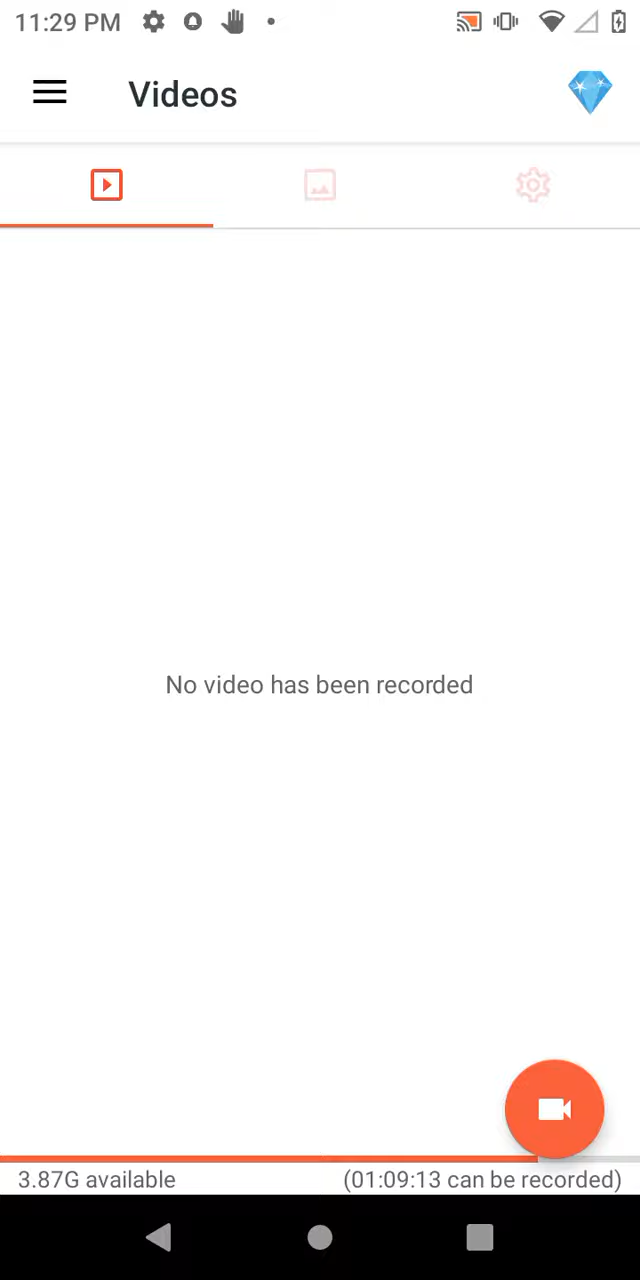 11:29 PM
Videos
No video has been recorded
3.87G available
(01:09:13 can be recorded)